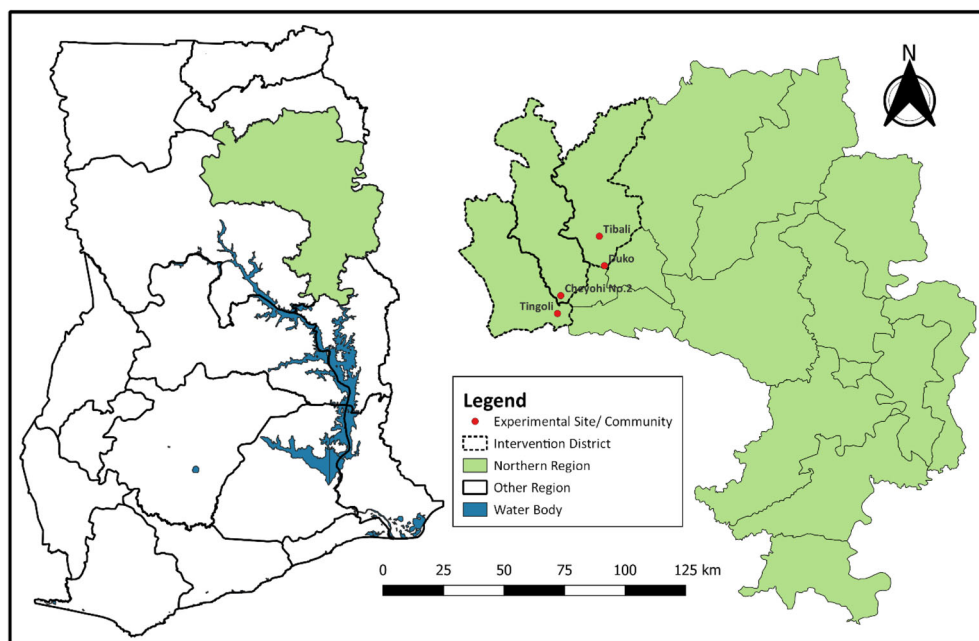 N
Tibali
Duko
Cheyohi No.2
Tingoli
Legend
Experimental Site/ Community
Intervention District
Northern Region
Other Region
Water Body
0 25 50 75 100 125 km